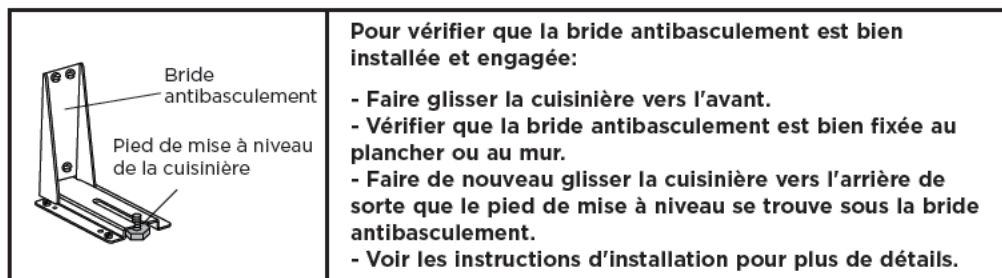 Bride
antibasculement
Pied de mise à niveau
de la cuisinière
Pour vérifier que la bride antibasculement est bien
installée et engagée:
- Faire glisser la cuisinière vers l'avant.
- Vérifier que la bride antibasculement est bien fixée au
plancher ou au mur.
- Faire de nouveau glisser la cuisinière vers l'arrière de
sorte que le pied de mise à niveau se trouve sous la bride
antibasculement.
- Voir les instructions d'installation pour plus de détails.